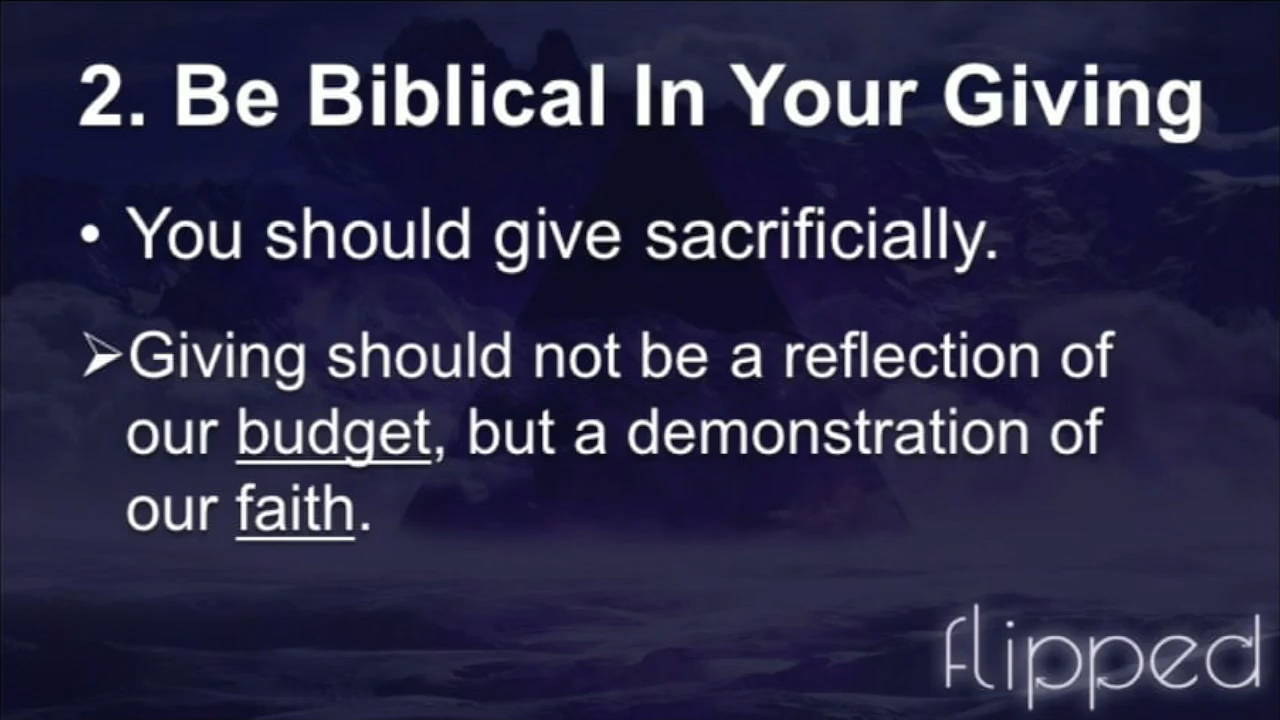 2. Be Biblical In Your Giving
• You should give sacrificially.
➢Giving should not be a reflection of
our budget, but a demonstration of
our faith.
flipped